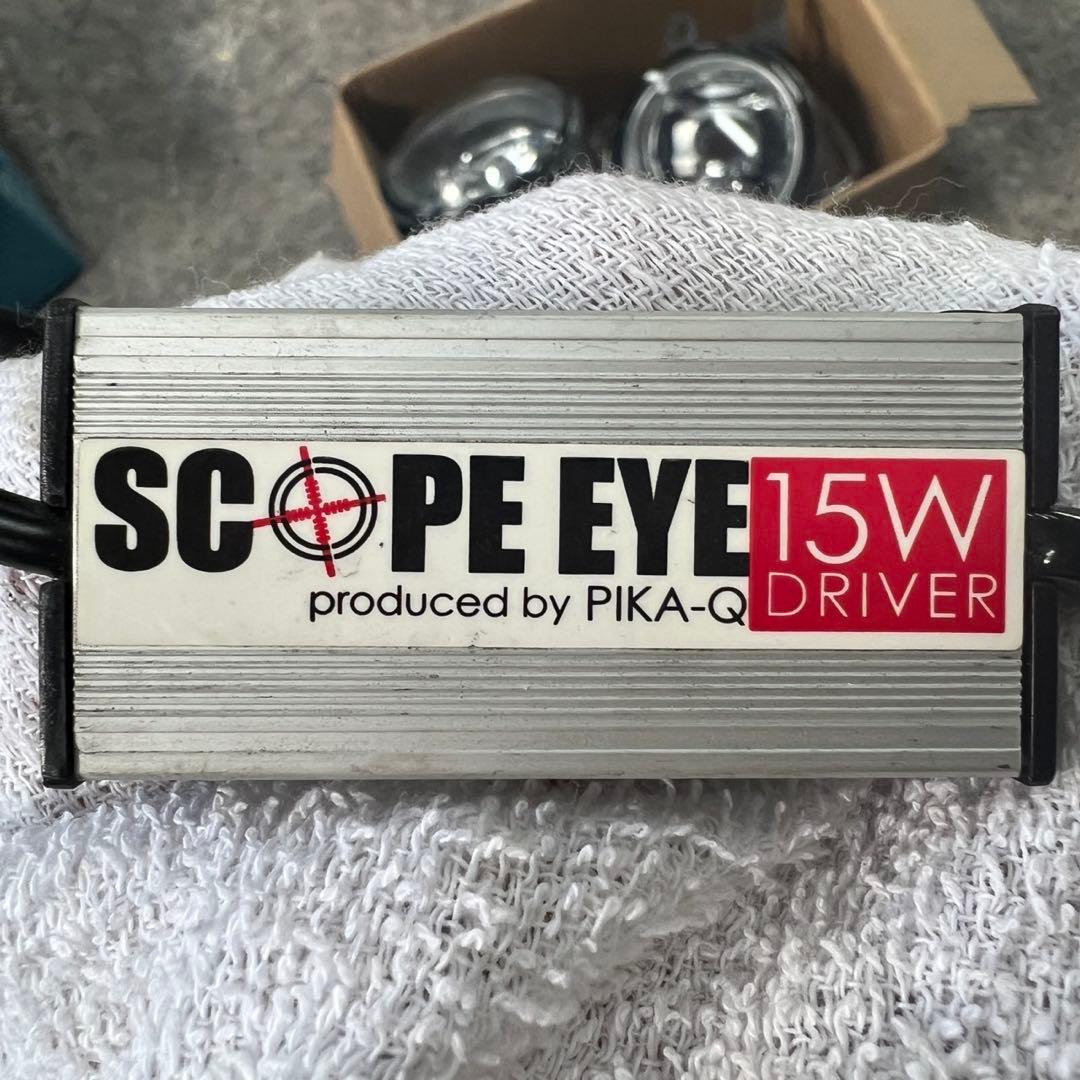 SCOPE EYE
produced by PIKA-Q
15W
DRIVER